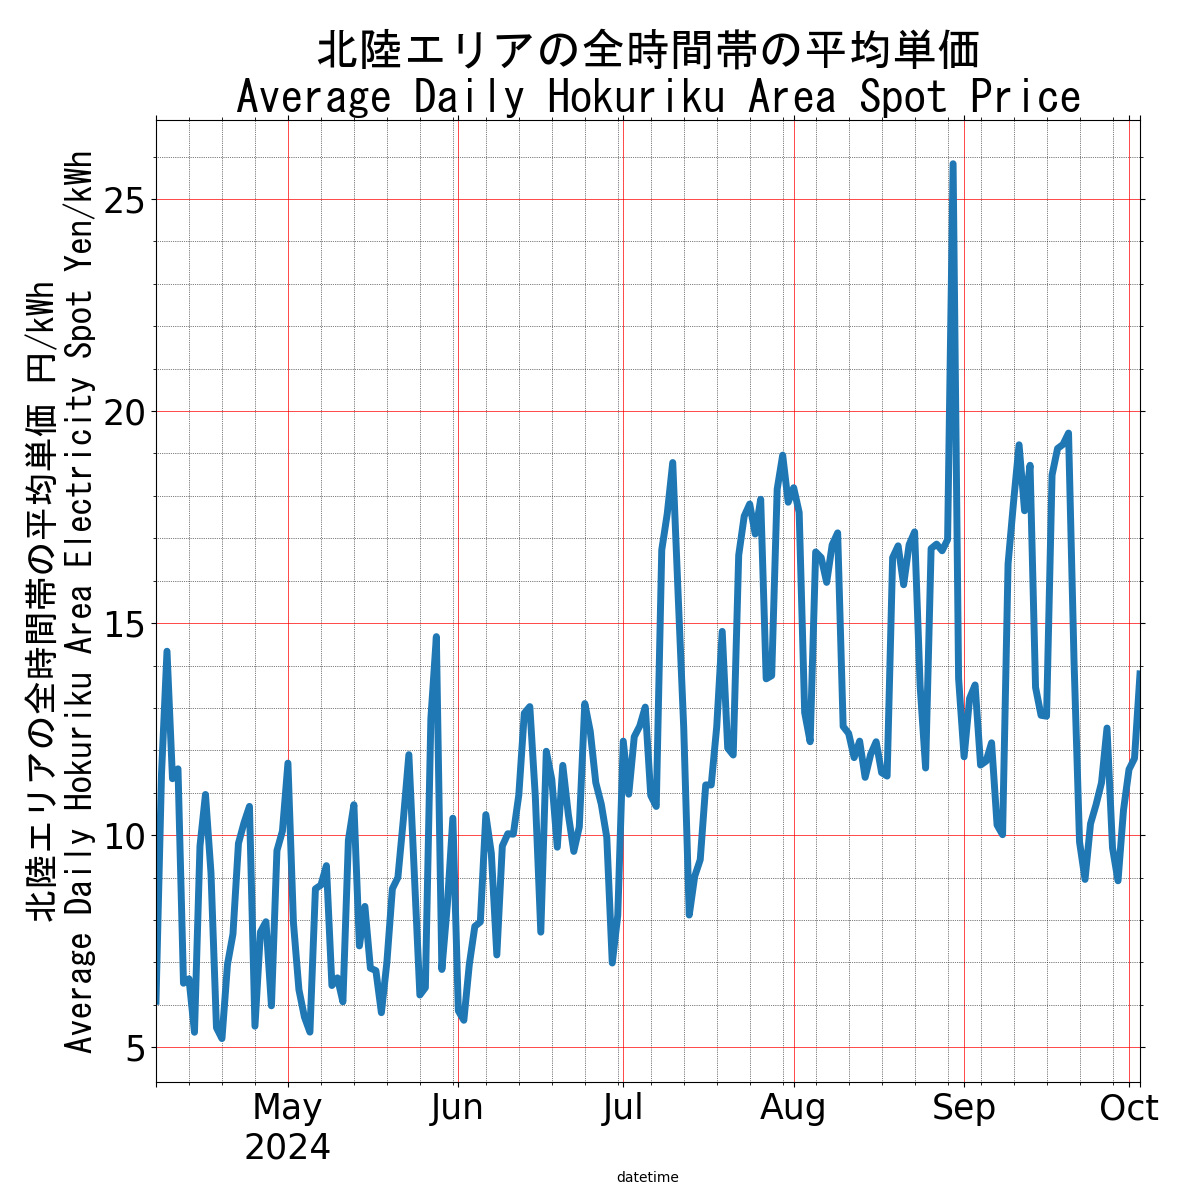 北陸エリアの全時間帯の平均単価
Average Daily Hokuriku Area Spot Price
北陸エリアの全時間帯の平均単価 円/kWh
Average Daily Hokuriku Area Electricity Spot Yen/kWh
25
20
15
10
5
May Jun Jul Aug Sep Oct
2024
datetime